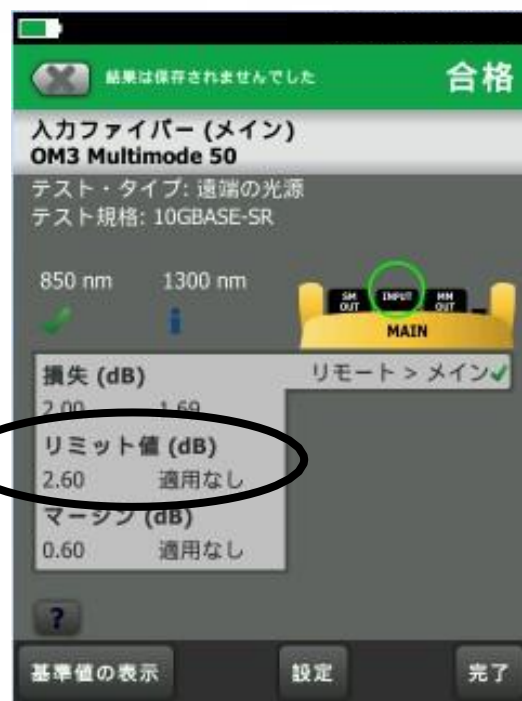 結果は保存されませんでした 合格
入力ファイバー (メイン)
OM3 Multimode 50
テスト・タイプ: 遠端の光源
テスト規格: 10GBASE-SR
850 nm 1300 nm
SM OUT INPUT MM OUT
MAIN
リモート > メイン
損失 (dB)
2.00 1.69
リミット値 (dB)
2.60 適用なし
マージン (dB)
0.60 適用なし
?
基準値の表示 設定 完了